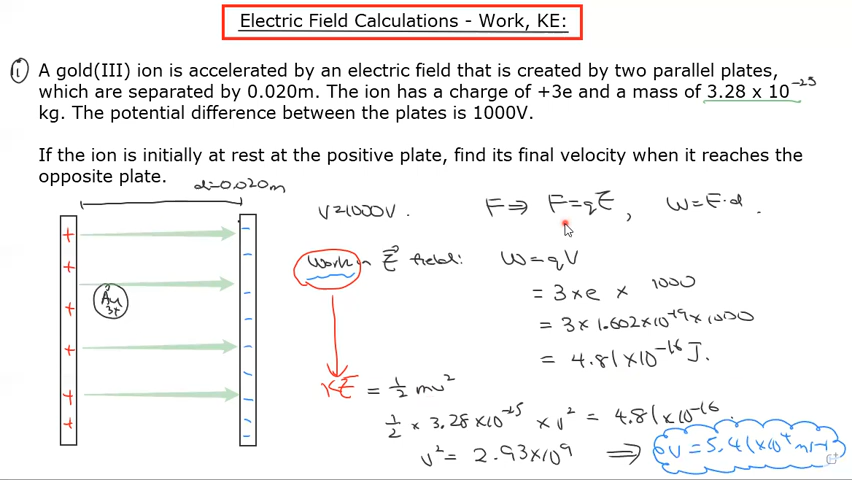 Electric Field Calculations - Work, KE:
① A gold(III) ion is accelerated by an electric field that is created by two parallel plates,
which are separated by 0.020m. The ion has a charge of +3e and a mass of 3.28 x 10⁻²⁵
kg. The potential difference between the plates is 1000V.
If the ion is initially at rest at the positive plate, find its final velocity when it reaches the
opposite plate.
d=0.020m
V=1000V.
F ⇒ F=qE, W=F·d.
Work in E⃗ field: W=qV
= 3×e × 1000
= 3×1.602×10⁻¹⁹×1000
= 4.81×10⁻¹⁶ J.
Au
3+
KE = ½mv²
½ × 3.28×10⁻²⁵ × v² = 4.81×10⁻¹⁶.
v² = 2.93×10⁹ ⇒ v=5.41×10⁴ms⁻¹